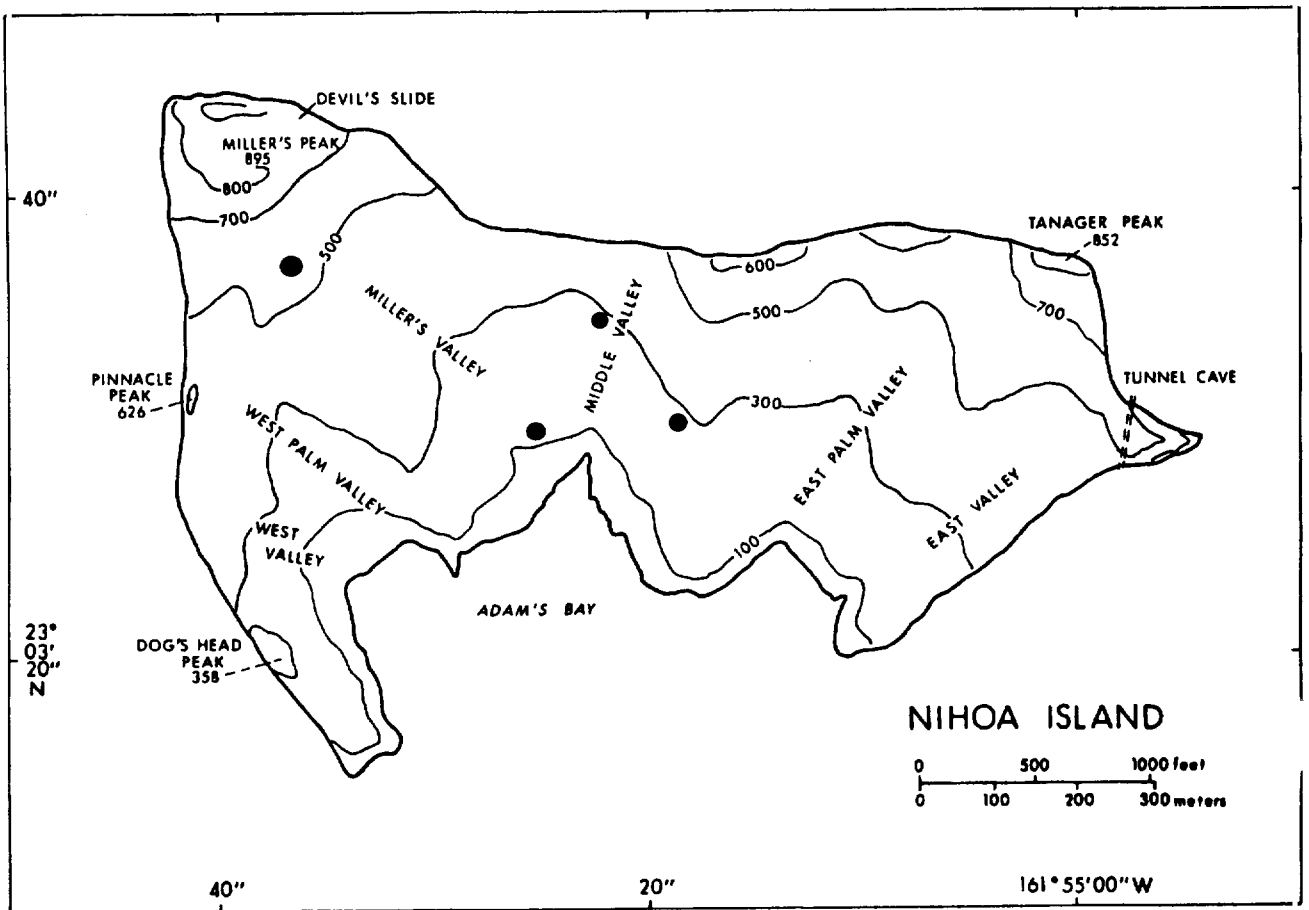 DEVIL'S SLIDE
MILLER'S PEAK
895
800
700
40"
500
TANAGER PEAK
852
600
500
700
MILLER'S VALLEY
MIDDLE VALLEY
PINNACLE
PEAK
626
TUNNEL CAVE
300
WEST PALM VALLEY
EAST PALM VALLEY
WEST
VALLEY
EAST VALLEY
100
ADAM'S BAY
23°
03'
20"
N
DOG'S HEAD
PEAK
358
NIHOA ISLAND
0 500 1000 feet
0 100 200 300 meters
40" 20" 161°55'00"W